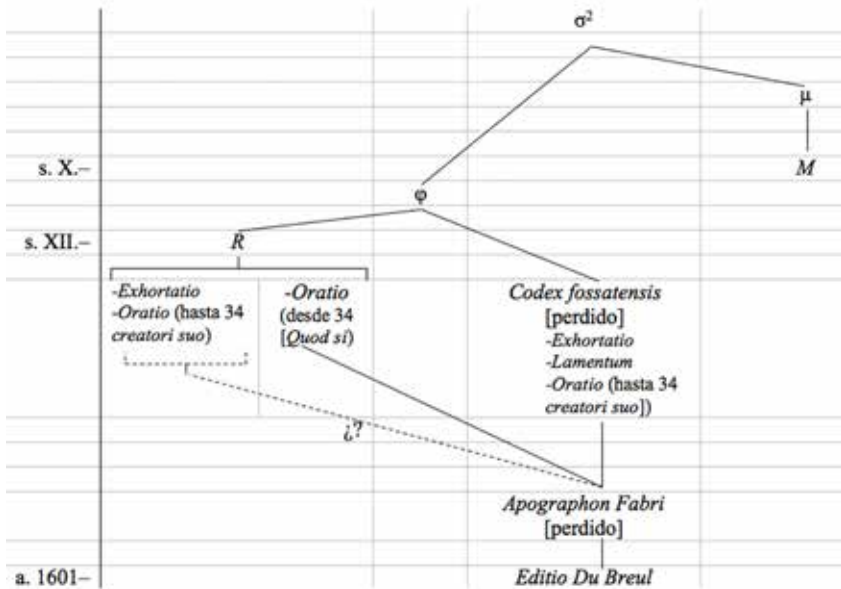 σ²
μ
s. X.–
M
φ
s. XII.–
R
-Exhortatio
-Oratio (hasta 34
creatori suo)
-Oratio
(desde 34
[Quod si)
Codex fossatensis
[perdido]
-Exhortatio
-Lamentum
-Oratio (hasta 34
creatori suo])
¿?
Apographon Fabri
[perdido]
a. 1601–
Editio Du Breul